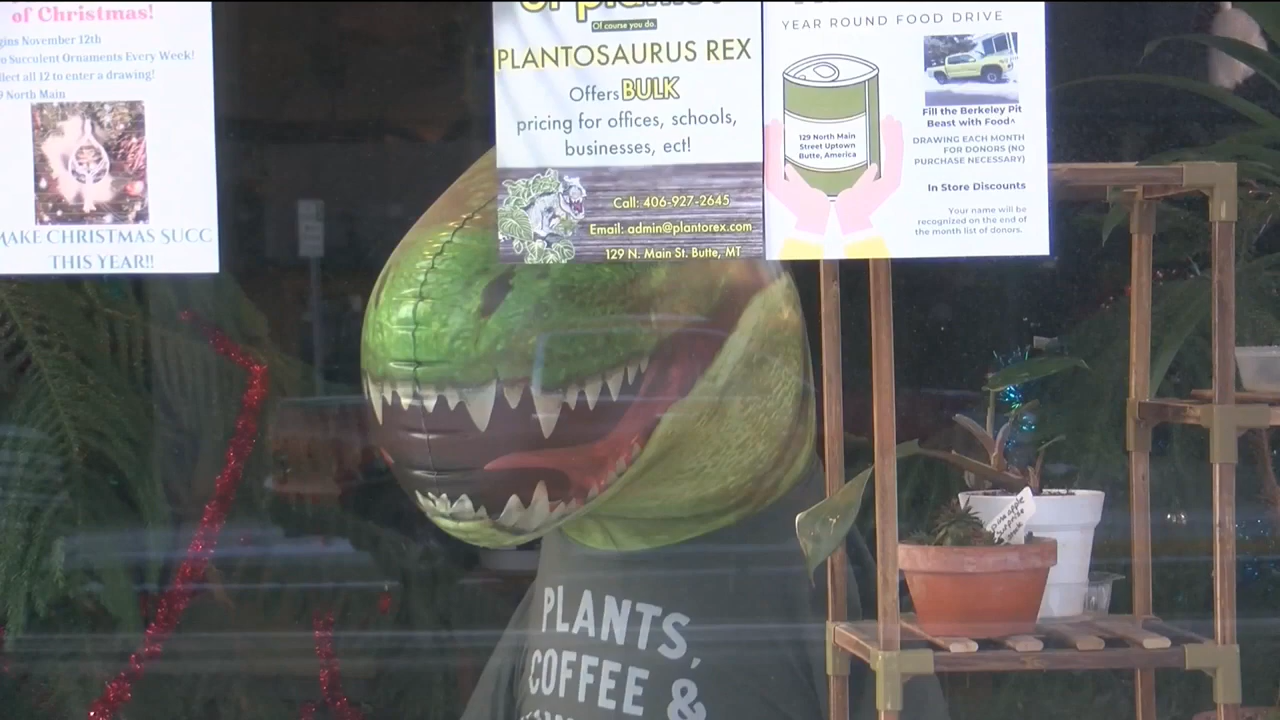 of Christmas!
gins November 12th
Succulent Ornaments Every Week!
llect all 12 to enter a drawing!
9 North Main
MAKE CHRISTMAS SUCC
THIS YEAR!!
Of course you do.
PLANTOSAURUS REX
Offers BULK
pricing for offices, schools,
businesses, ect!
Call: 406-927-2645
Email: admin@plantorex.com
129 N. Main St. Butte, MT
YEAR ROUND FOOD DRIVE
129 North Main
Street Uptown
Butte, America
Fill the Berkeley Pit
Beast with Food^
DRAWING EACH MONTH
FOR DONORS (NO
PURCHASE NECESSARY)
In Store Discounts
Your name will be
recognized on the end of
the month list of donors.
PLANTS,
COFFEE &